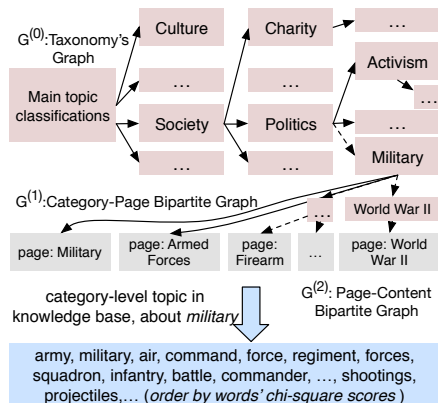 G(0):Taxonomy's
Graph
Culture
Charity
...
Main topic
classifications
...
...
Activism
...
Society
Politics
...
...
...
Military
G(1):Category-Page Bipartite Graph
...
World War II
page: Military
page: Armed
Forces
page:
Firearm
...
page: World
War II
category-level topic in
knowledge base, about military
G(2): Page-Content
Bipartite Graph
army, military, air, command, force, regiment, forces,
squadron, infantry, battle, commander, ..., shootings,
projectiles,... (order by words' chi-square scores )